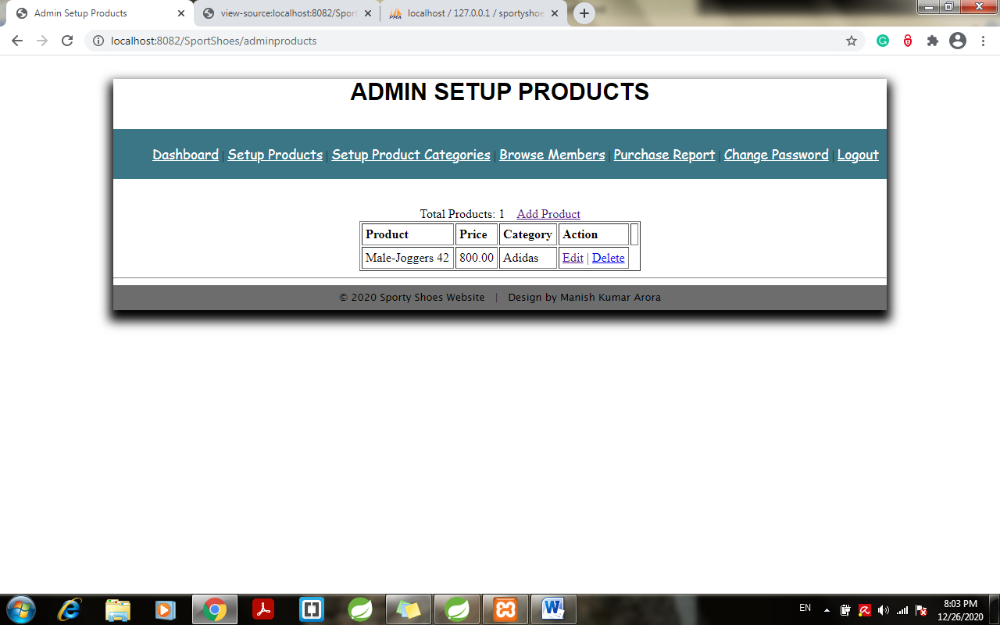 Admin Setup Products
view-source:localhost:8082/Sport
localhost / 127.0.0.1 / sportyshoe
localhost:8082/SportShoes/adminproducts
ADMIN SETUP PRODUCTS
Dashboard | Setup Products | Setup Product Categories | Browse Members | Purchase Report | Change Password | Logout
Total Products: 1 Add Product
Product Price Category Action
Male-Joggers 42 800.00 Adidas Edit | Delete
© 2020 Sporty Shoes Website | Design by Manish Kumar Arora
EN
8:03 PM
12/26/2020